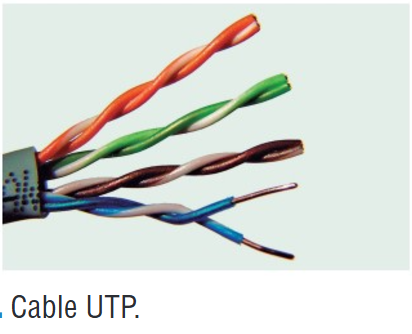 . Cable UTP.